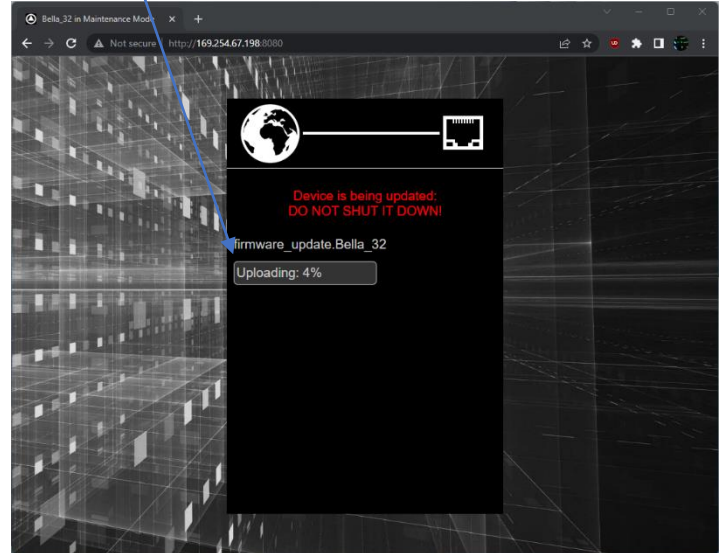 Bella_32 in Maintenance Mode
Not secure
http://169.254.67.198:8080
Device is being updated:
DO NOT SHUT IT DOWN!
firmware_update.Bella_32
Uploading: 4%